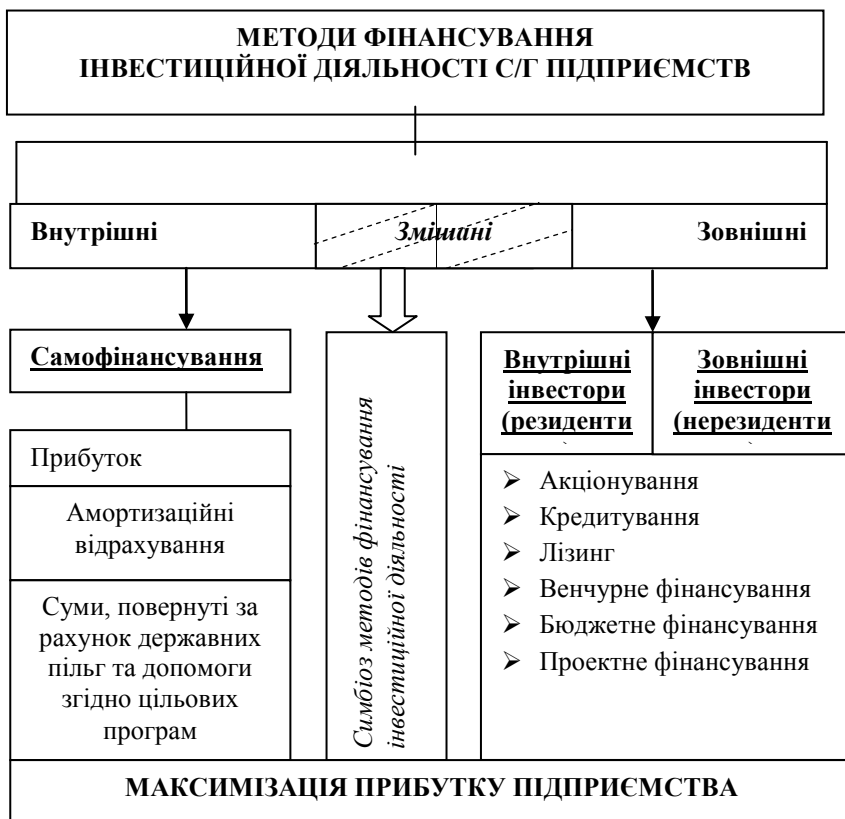 МЕТОДИ ФІНАНСУВАННЯ
ІНВЕСТИЦІЙНОЇ ДІЯЛЬНОСТІ С/Г ПІДПРИЄМСТВ
Внутрішні
Змішані
Зовнішні
Самофінансування
Прибуток
Амортизаційні
відрахування
Суми, повернуті за
рахунок державних
пільг та допомоги
згідно цільових
програм
Симбіоз методів фінансування
інвестиційної діяльності
Внутрішні
інвестори
(резиденти
Зовнішні
інвестори
(нерезиденти
Акціонування
Кредитування
Лізинг
Венчурне фінансування
Бюджетне фінансування
Проектне фінансування
МАКСИМІЗАЦІЯ ПРИБУТКУ ПІДПРИЄМСТВА